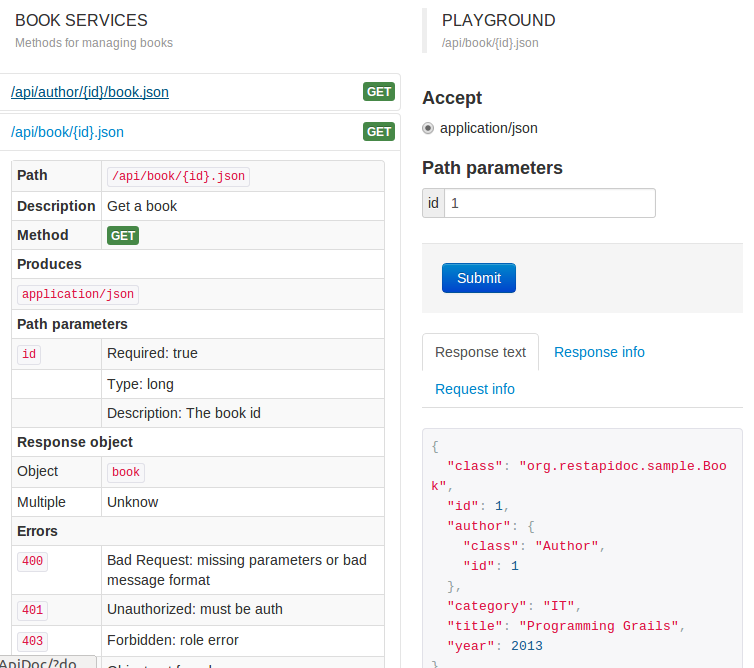 BOOK SERVICES
Methods for managing books
/api/author/{id}/book.json GET
/api/book/{id}.json GET
Path /api/book/{id}.json
Description Get a book
Method GET
Produces
application/json
Path parameters
id Required: true
Type: long
Description: The book id
Response object
Object book
Multiple Unknow
Errors
400 Bad Request: missing parameters or bad
message format
401 Unauthorized: must be auth
403 Forbidden: role error
ApiDoc/?do...
PLAYGROUND
/api/book/{id}.json
Accept
application/json
Path parameters
id 1
Submit
Response text Response info
Request info
{
"class": "org.restapidoc.sample.Boo
k",
"id": 1,
"author": {
"class": "Author",
"id": 1
},
"category": "IT",
"title": "Programming Grails",
"year": 2013
}